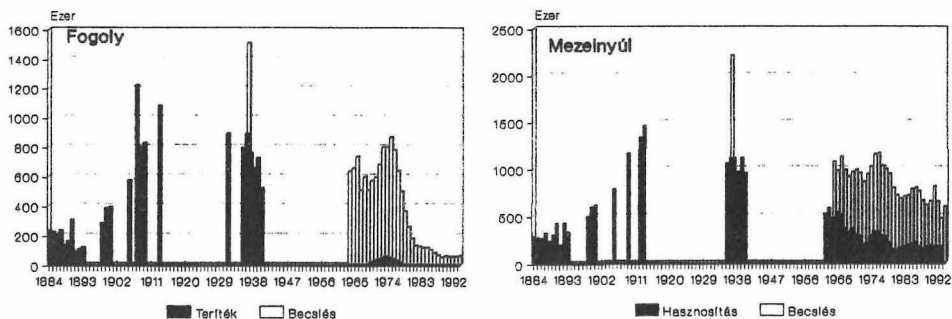 Ezer
Fogoly
1600
1400
1200
1000
800
600
400
200
0
1884 1893 1902 1911 1920 1929 1938 1947 1956 1965 1974 1983 1992
Teríték Becslés
Ezer
Mezeinyúl
2500
2000
1500
1000
500
0
1884 1893 1902 1911 1920 1929 1938 1947 1956 1965 1974 1983 1992
Hasznosítás Becslés